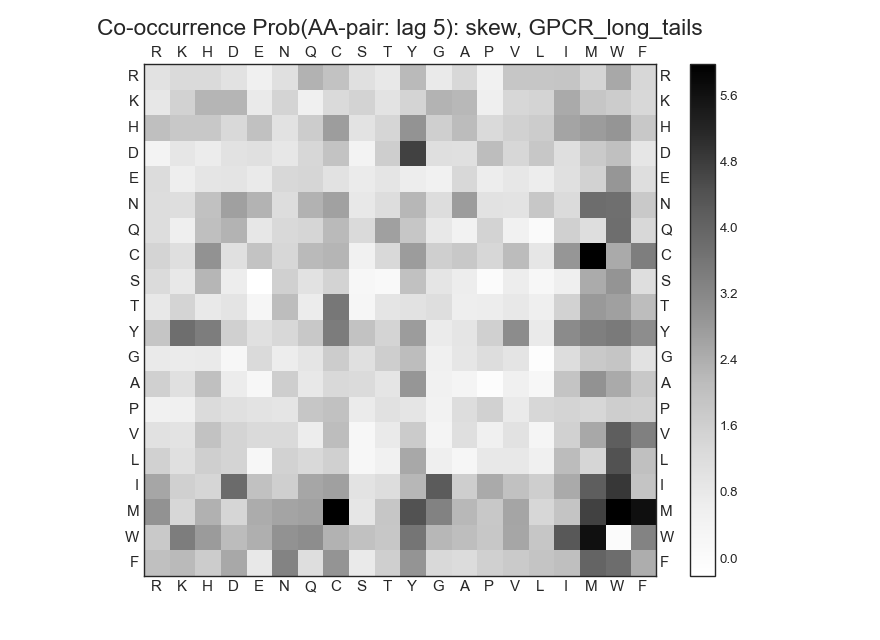 Co-occurrence Prob(AA-pair: lag 5): skew, GPCR_long_tails
R K H D E N Q C S T Y G A P V L I M W F
R R
K K
H H
D D
E E
N N
Q Q
C C
S S
T T
Y Y
G G
A A
P P
V V
L L
I I
M M
W W
F F
R K H D E N Q C S T Y G A P V L I M W F
5.6
4.8
4.0
3.2
2.4
1.6
0.8
0.0